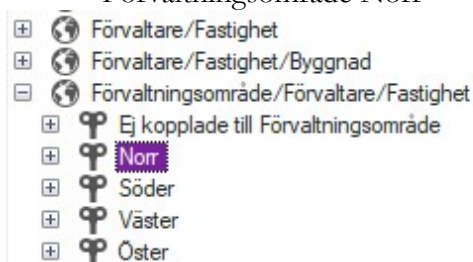 Förvaltningsområde Norr
Förvaltare/Fastighet
Förvaltare/Fastighet/Byggnad
Förvaltningsområde/Förvaltare/Fastighet
Ej kopplade till Förvaltningsområde
Norr
Söder
Väster
Öster